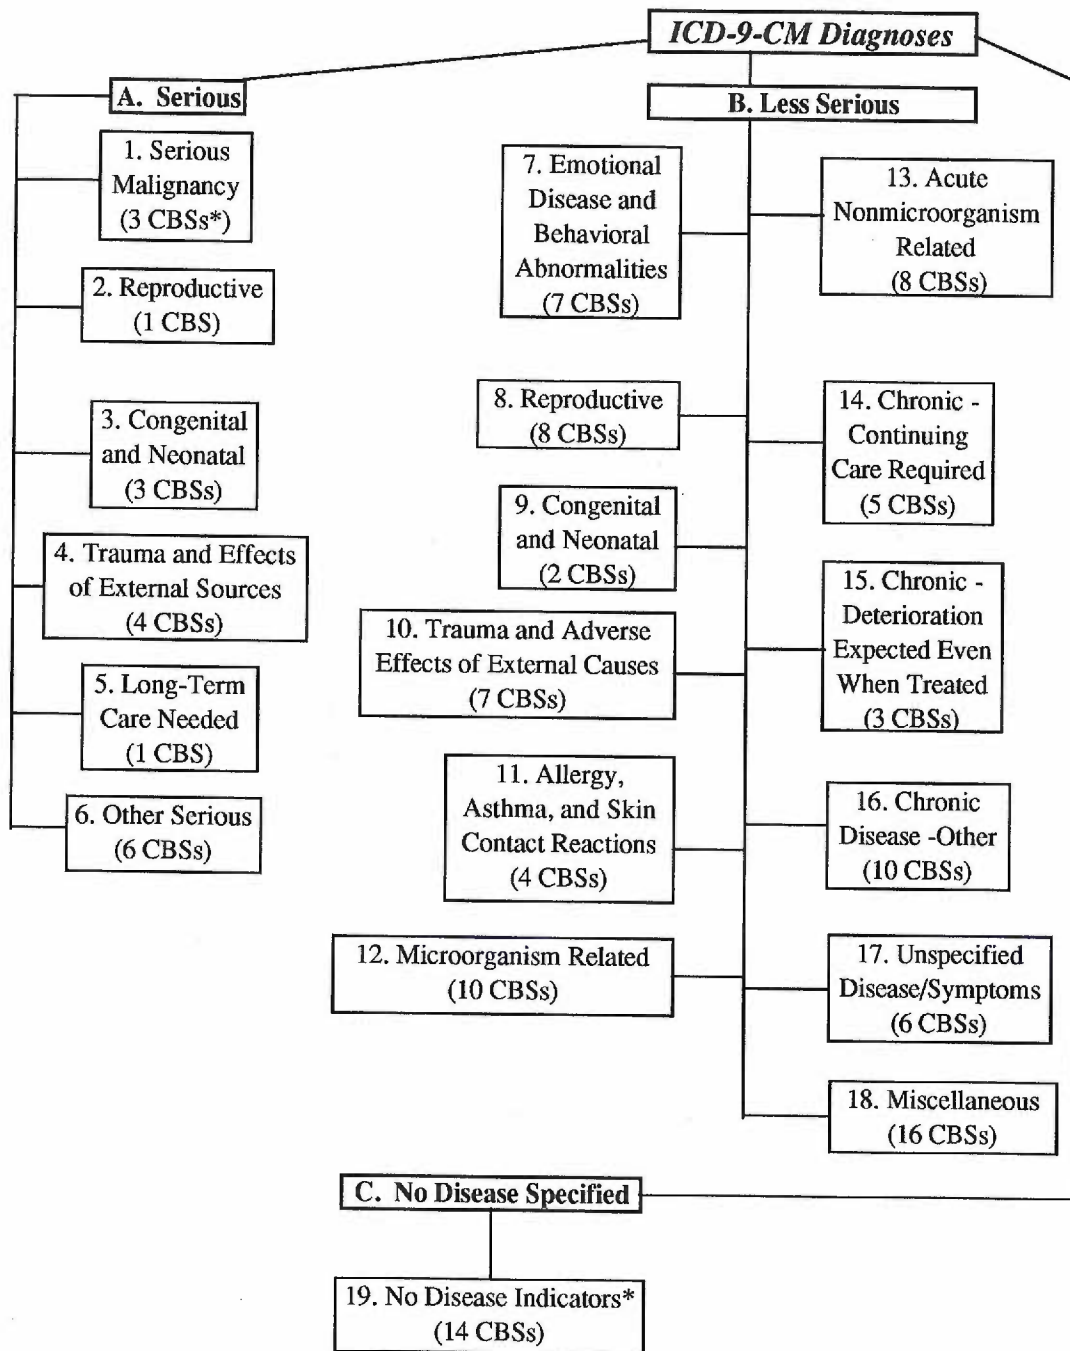 ICD-9-CM Diagnoses
A. Serious
1. Serious
Malignancy
(3 CBSs*)
2. Reproductive
(1 CBS)
3. Congenital
and Neonatal
(3 CBSs)
4. Trauma and Effects
of External Sources
(4 CBSs)
5. Long-Term
Care Needed
(1 CBS)
6. Other Serious
(6 CBSs)
B. Less Serious
7. Emotional
Disease and
Behavioral
Abnormalities
(7 CBSs)
8. Reproductive
(8 CBSs)
9. Congenital
and Neonatal
(2 CBSs)
10. Trauma and Adverse
Effects of External Causes
(7 CBSs)
11. Allergy,
Asthma, and Skin
Contact Reactions
(4 CBSs)
12. Microorganism Related
(10 CBSs)
13. Acute
Nonmicroorganism
Related
(8 CBSs)
14. Chronic -
Continuing
Care Required
(5 CBSs)
15. Chronic -
Deterioration
Expected Even
When Treated
(3 CBSs)
16. Chronic
Disease -Other
(10 CBSs)
17. Unspecified
Disease/Symptoms
(6 CBSs)
18. Miscellaneous
(16 CBSs)
C. No Disease Specified
19. No Disease Indicators*
(14 CBSs)